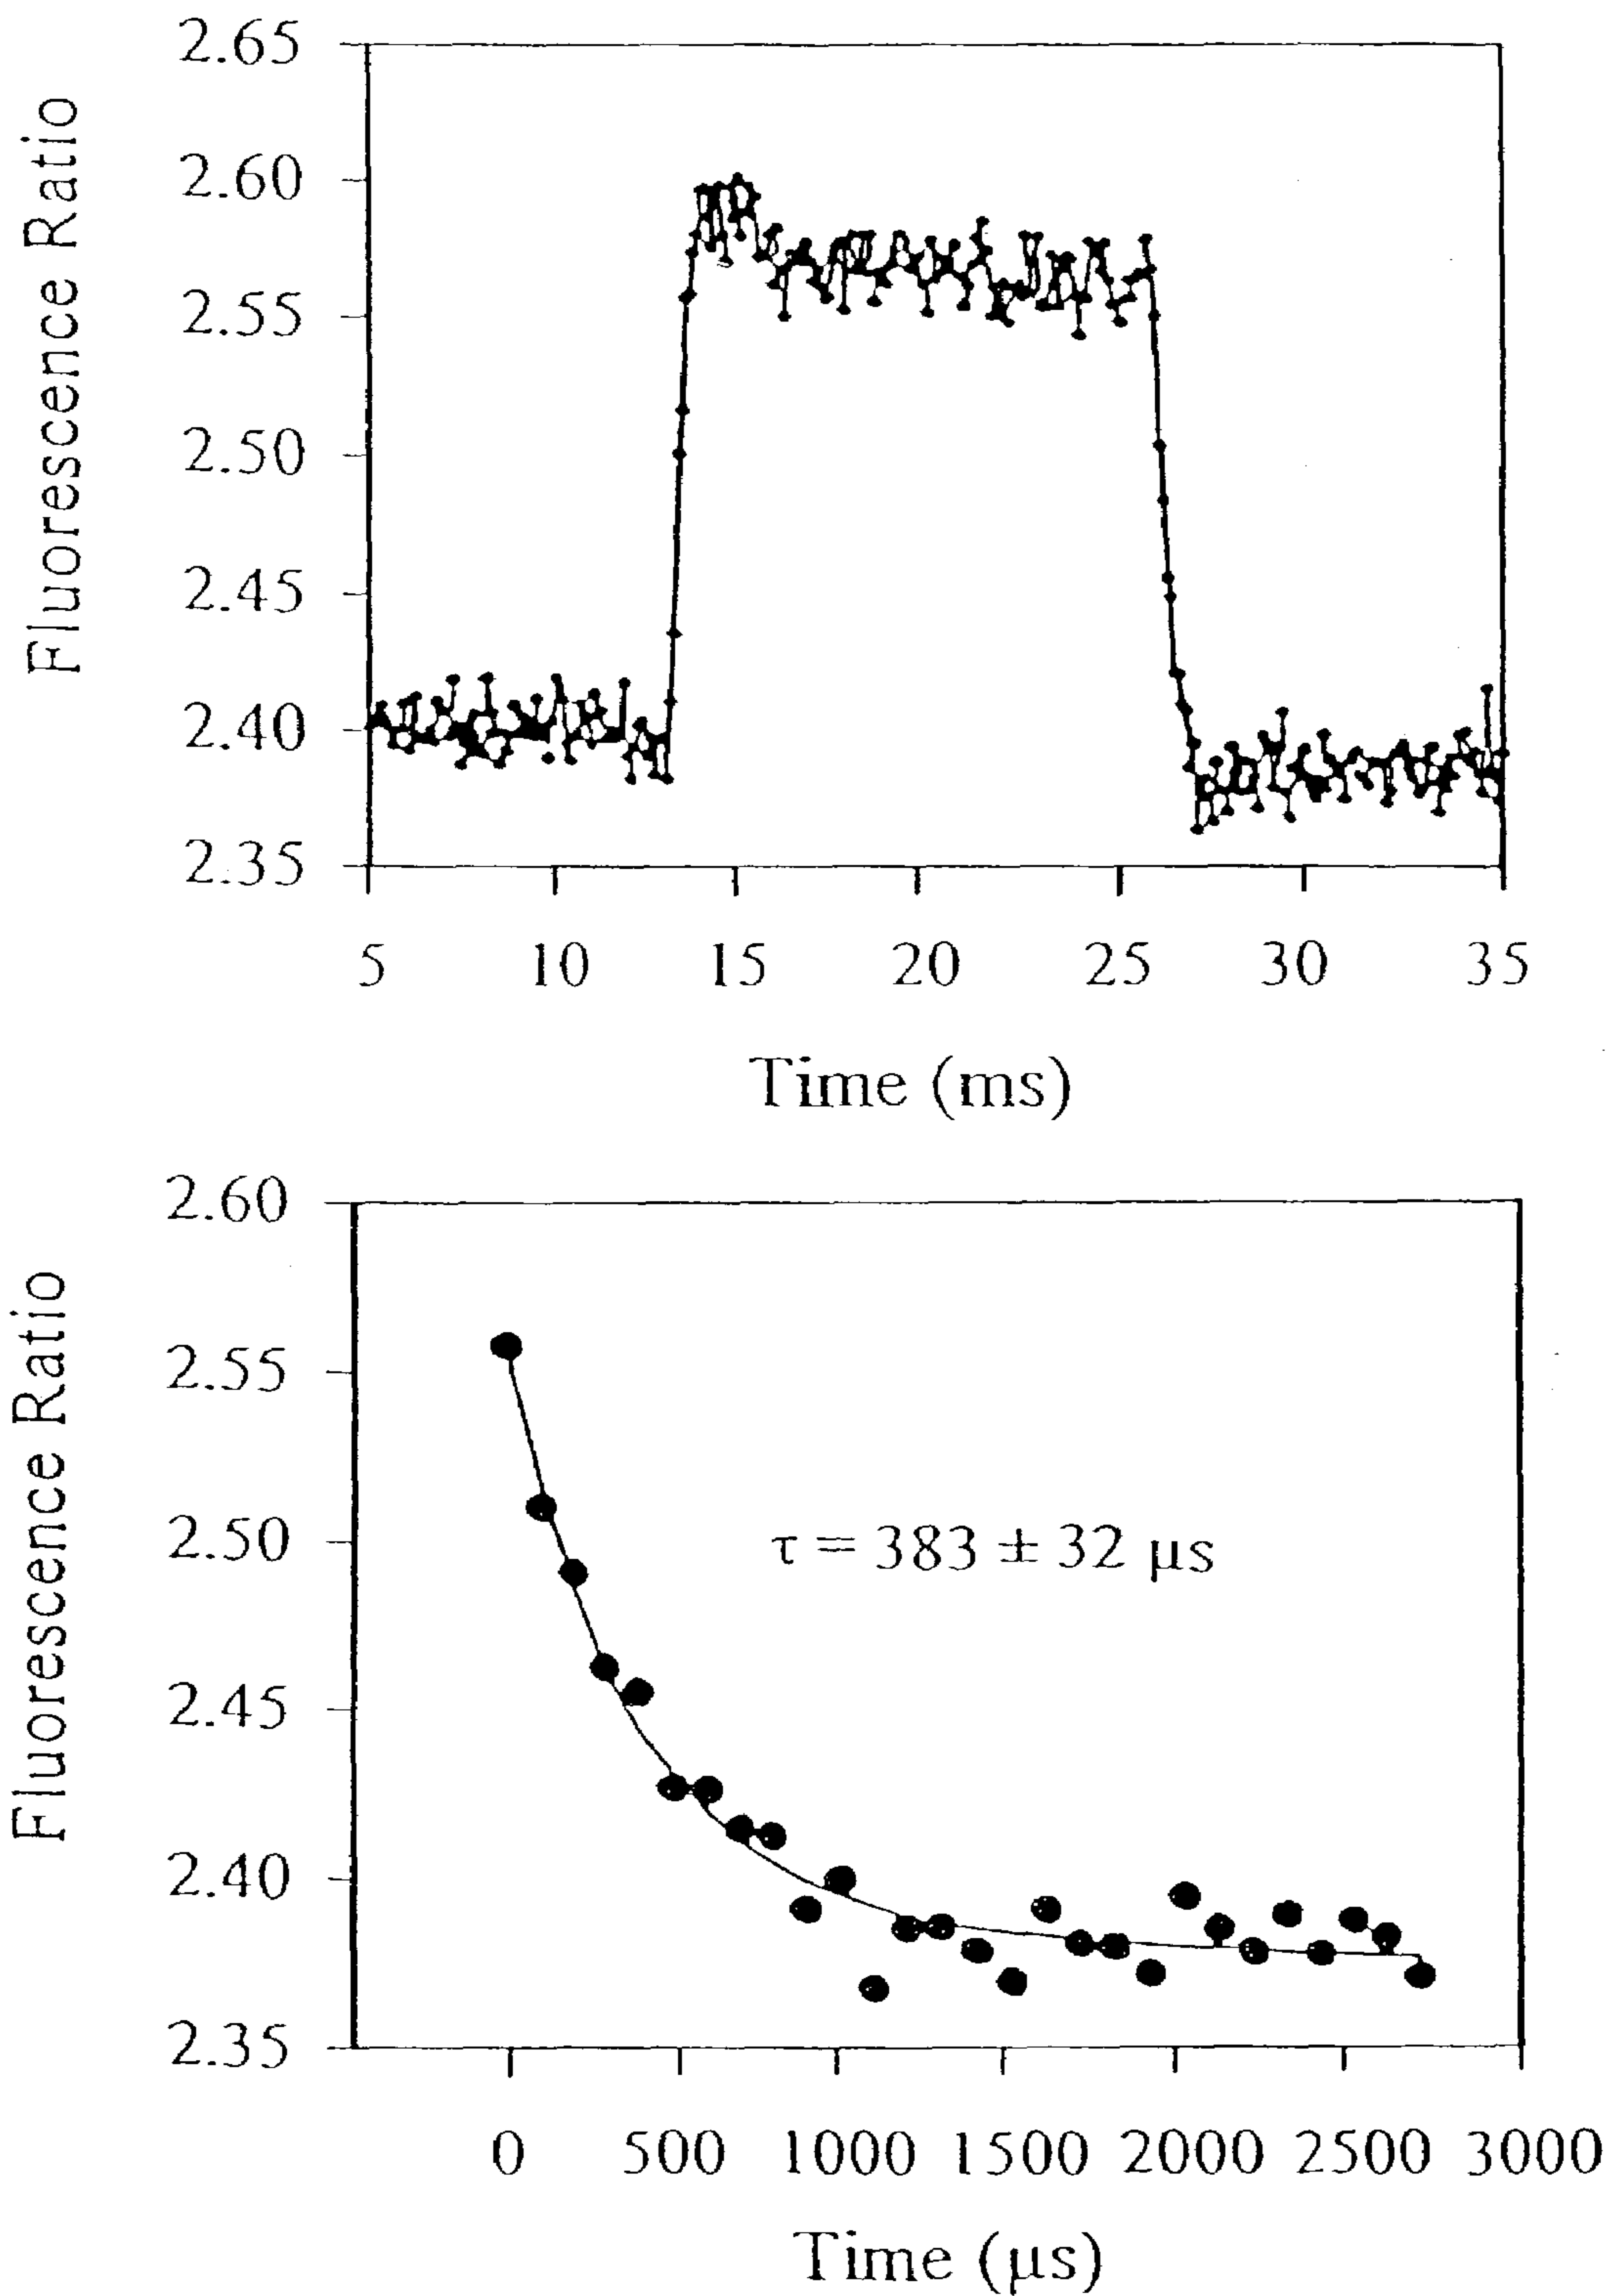 Fluorescence Ratio
2.65
2.60
2.55
2.50
2.45
2.40
2.35
5 10 15 20 25 30 35
Time (ms)
Fluorescence Ratio
2.60
2.55
2.50
2.45
2.40
2.35
τ = 383 ± 32 µs
0 500 1000 1500 2000 2500 3000
Time (µs)